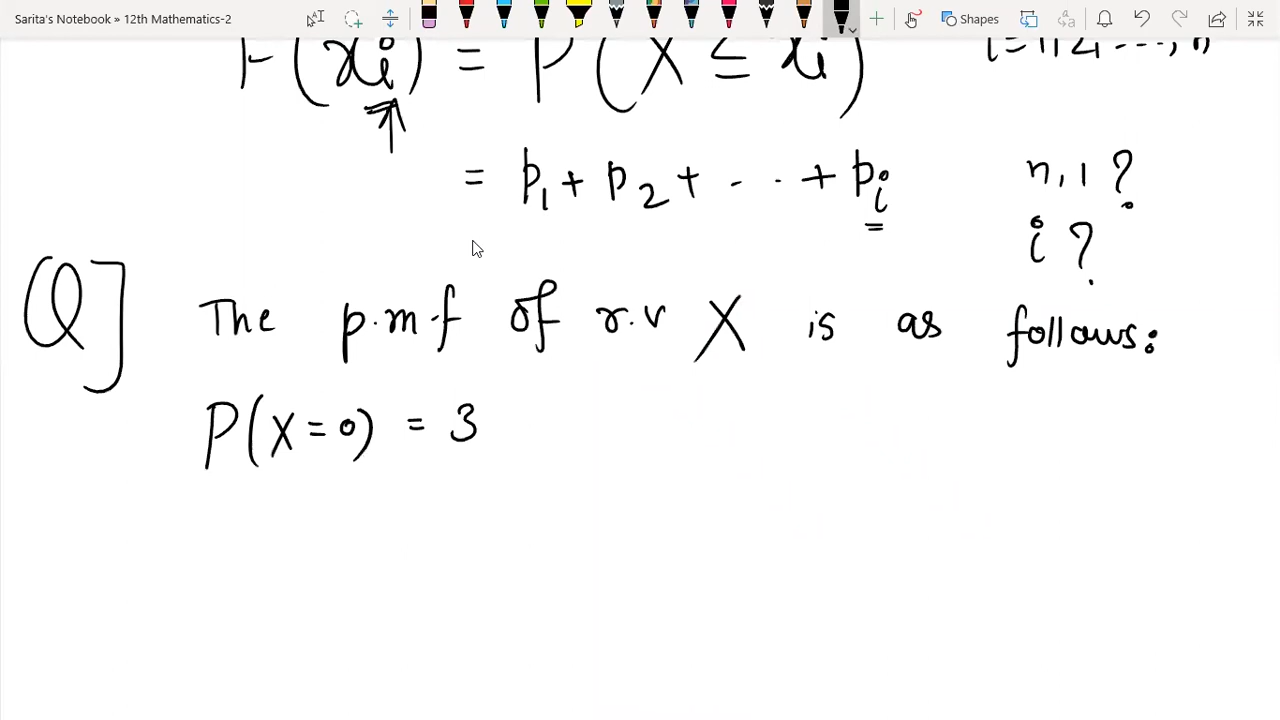 Sarita's Notebook » 12th Mathematics-2
Shapes
F(xi) = P(X ≤ xi) i=1,2,...,n
= p1 + p2 + ... + pi n, 1 ?
i ?
Q] The p.m.f of r.v X is as follows:
P(X=0) = 3